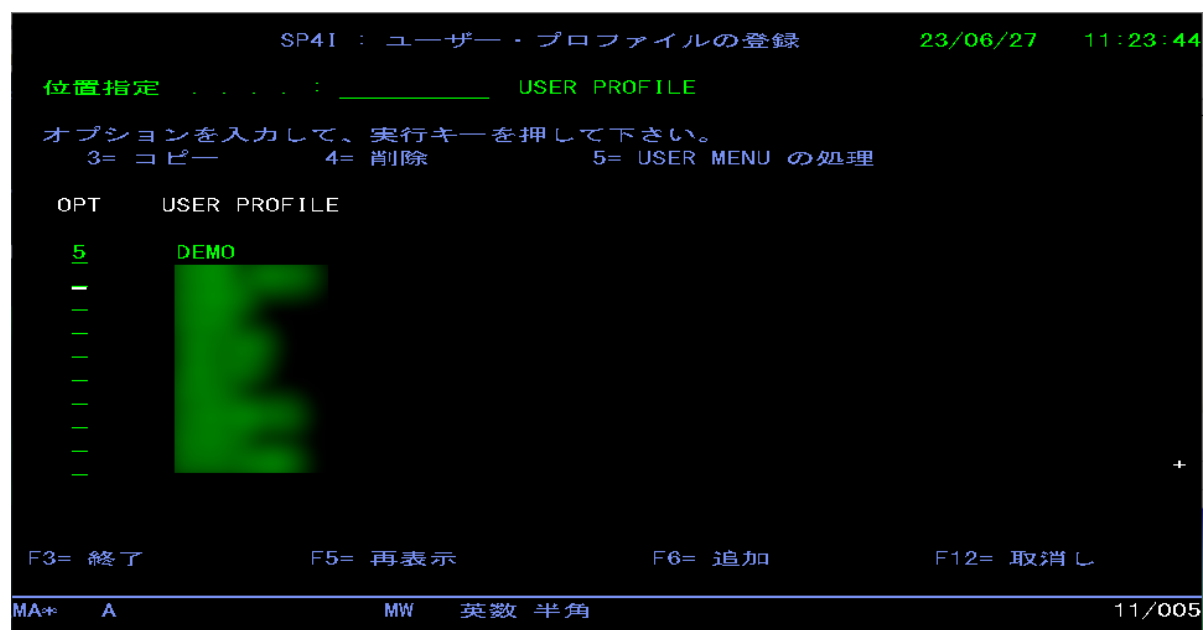 SP4I : ユーザー・プロファイルの登録 23/06/27 11:23:44
位置指定 . . . . : __________ USER PROFILE
オプションを入力して、実行キーを押して下さい。
3= コピー 4= 削除 5= USER MENU の処理
OPT USER PROFILE
5 DEMO
+
F3= 終了 F5= 再表示 F6= 追加 F12= 取消し
MA* A MW 英数 半角 11/005